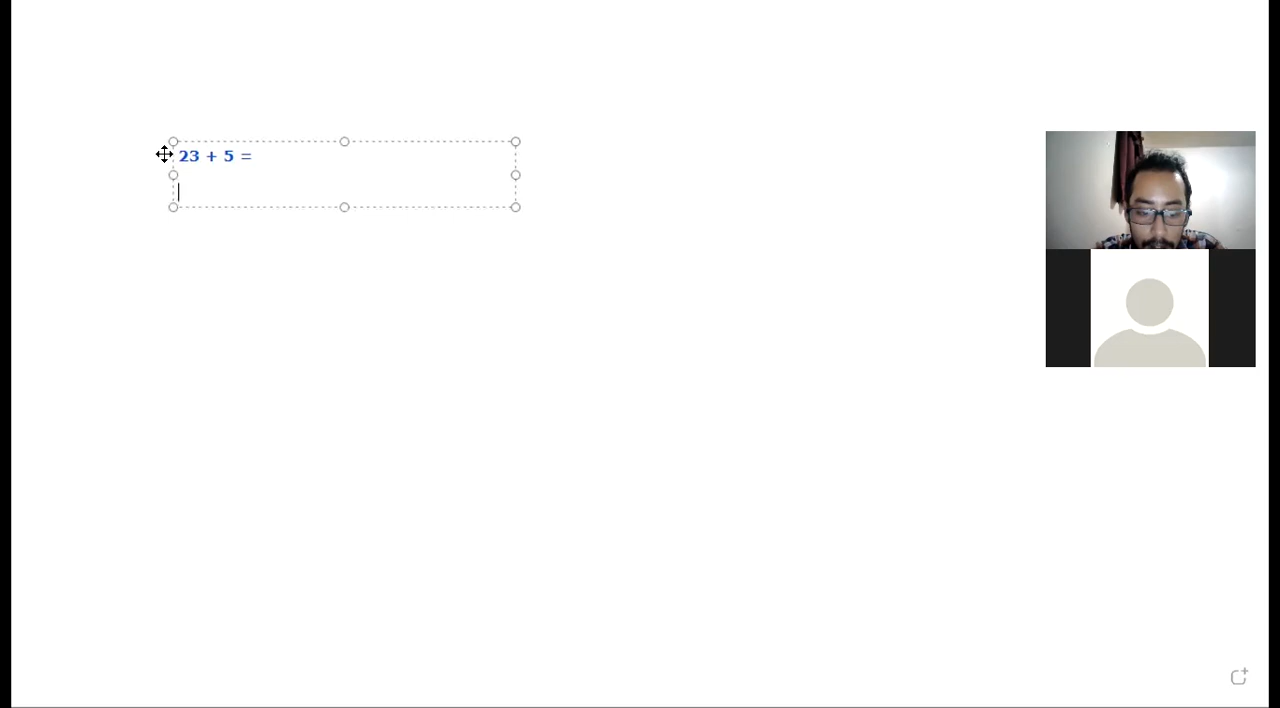 23 + 5 =